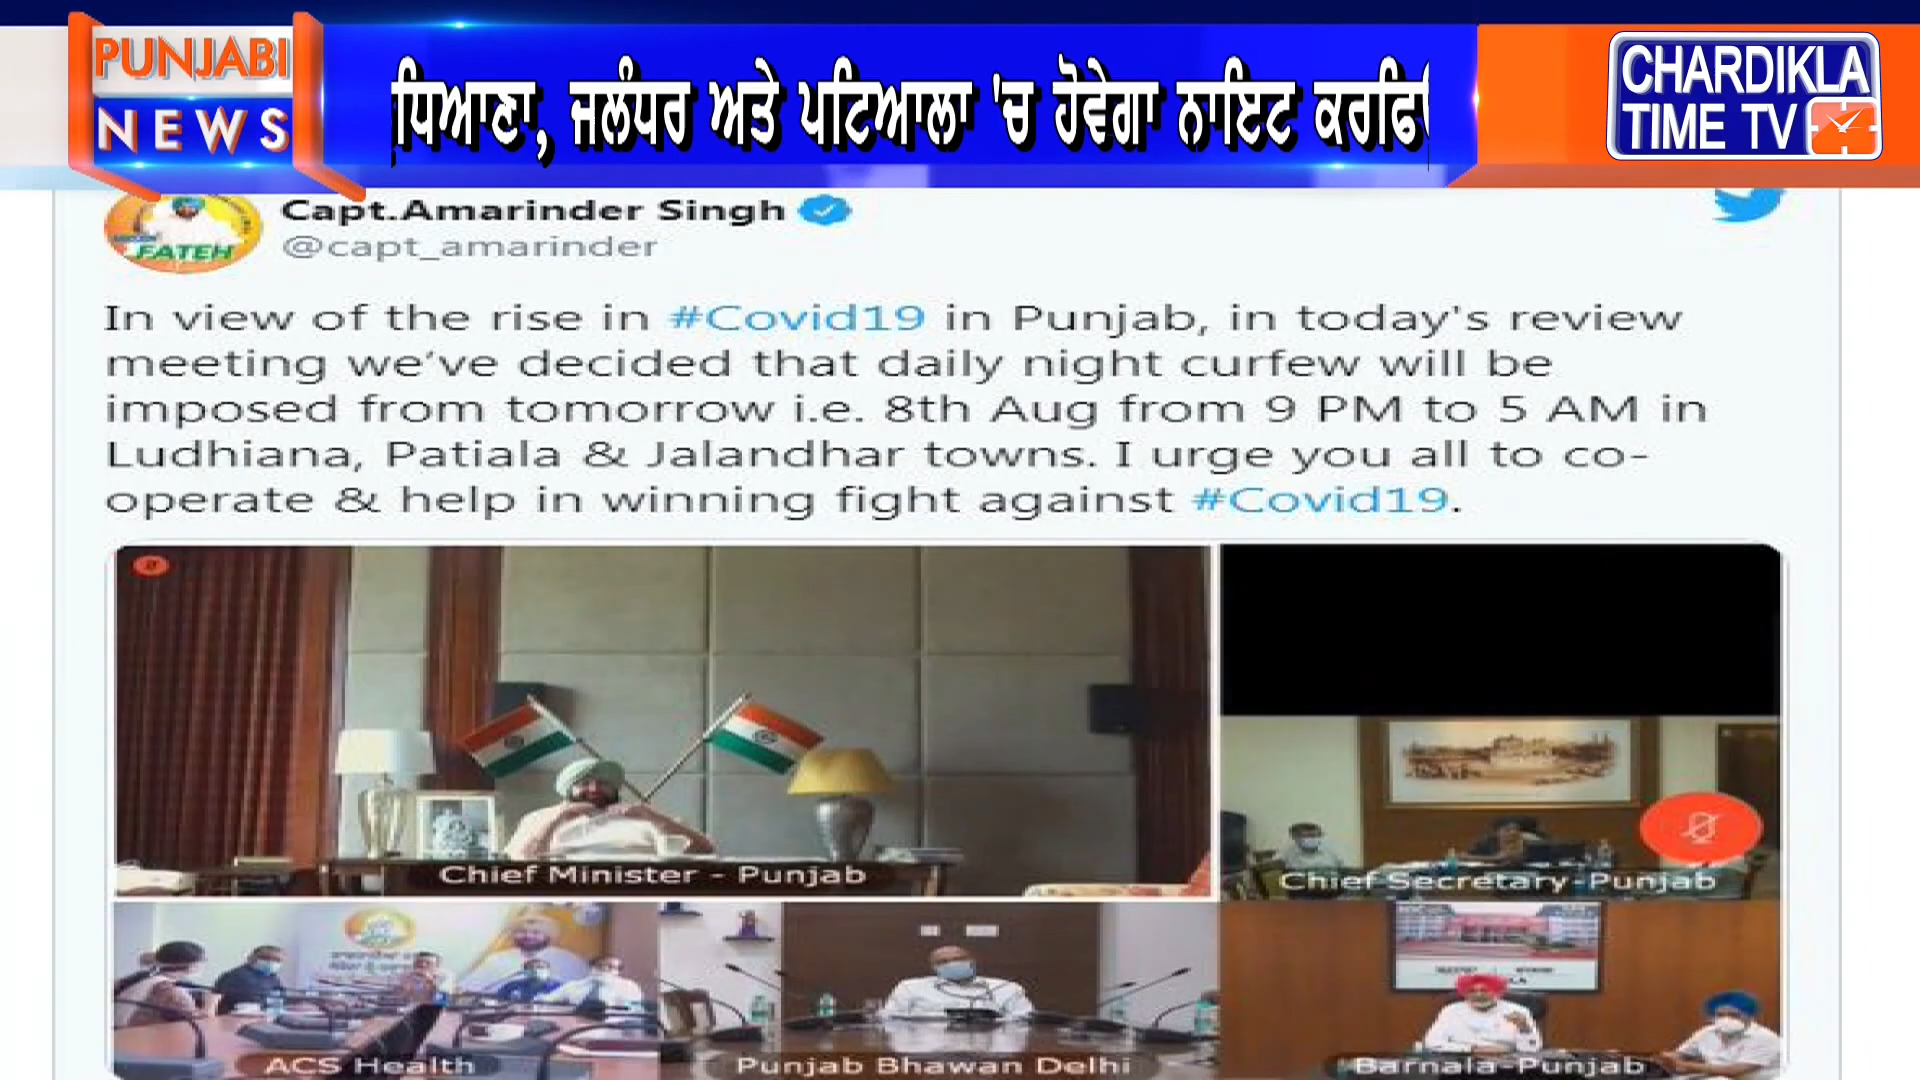 PUNJABI
NEWS
ਜਲੰਧਰ ਅਤੇ ਪਟਿਆਲਾ 'ਚ ਹੋਵੇਗਾ ਨਾਇਟ
CHARDIKLA
TIME TV
Capt.Amarinder Singh
@capt_amarinder
FATEH
In view of the rise in #Covid19 in Punjab, in today's review
meeting we’ve decided that daily night curfew will be
imposed from tomorrow i.e. 8th Aug from 9 PM to 5 AM in
Ludhiana, Patiala & Jalandhar towns. I urge you all to co-
operate & help in winning fight against #Covid19.
Chief Minister - Punjab
Chief Secretary-Punjab
ACS Health
Punjab Bhawan Delhi
Barnala-Punjab